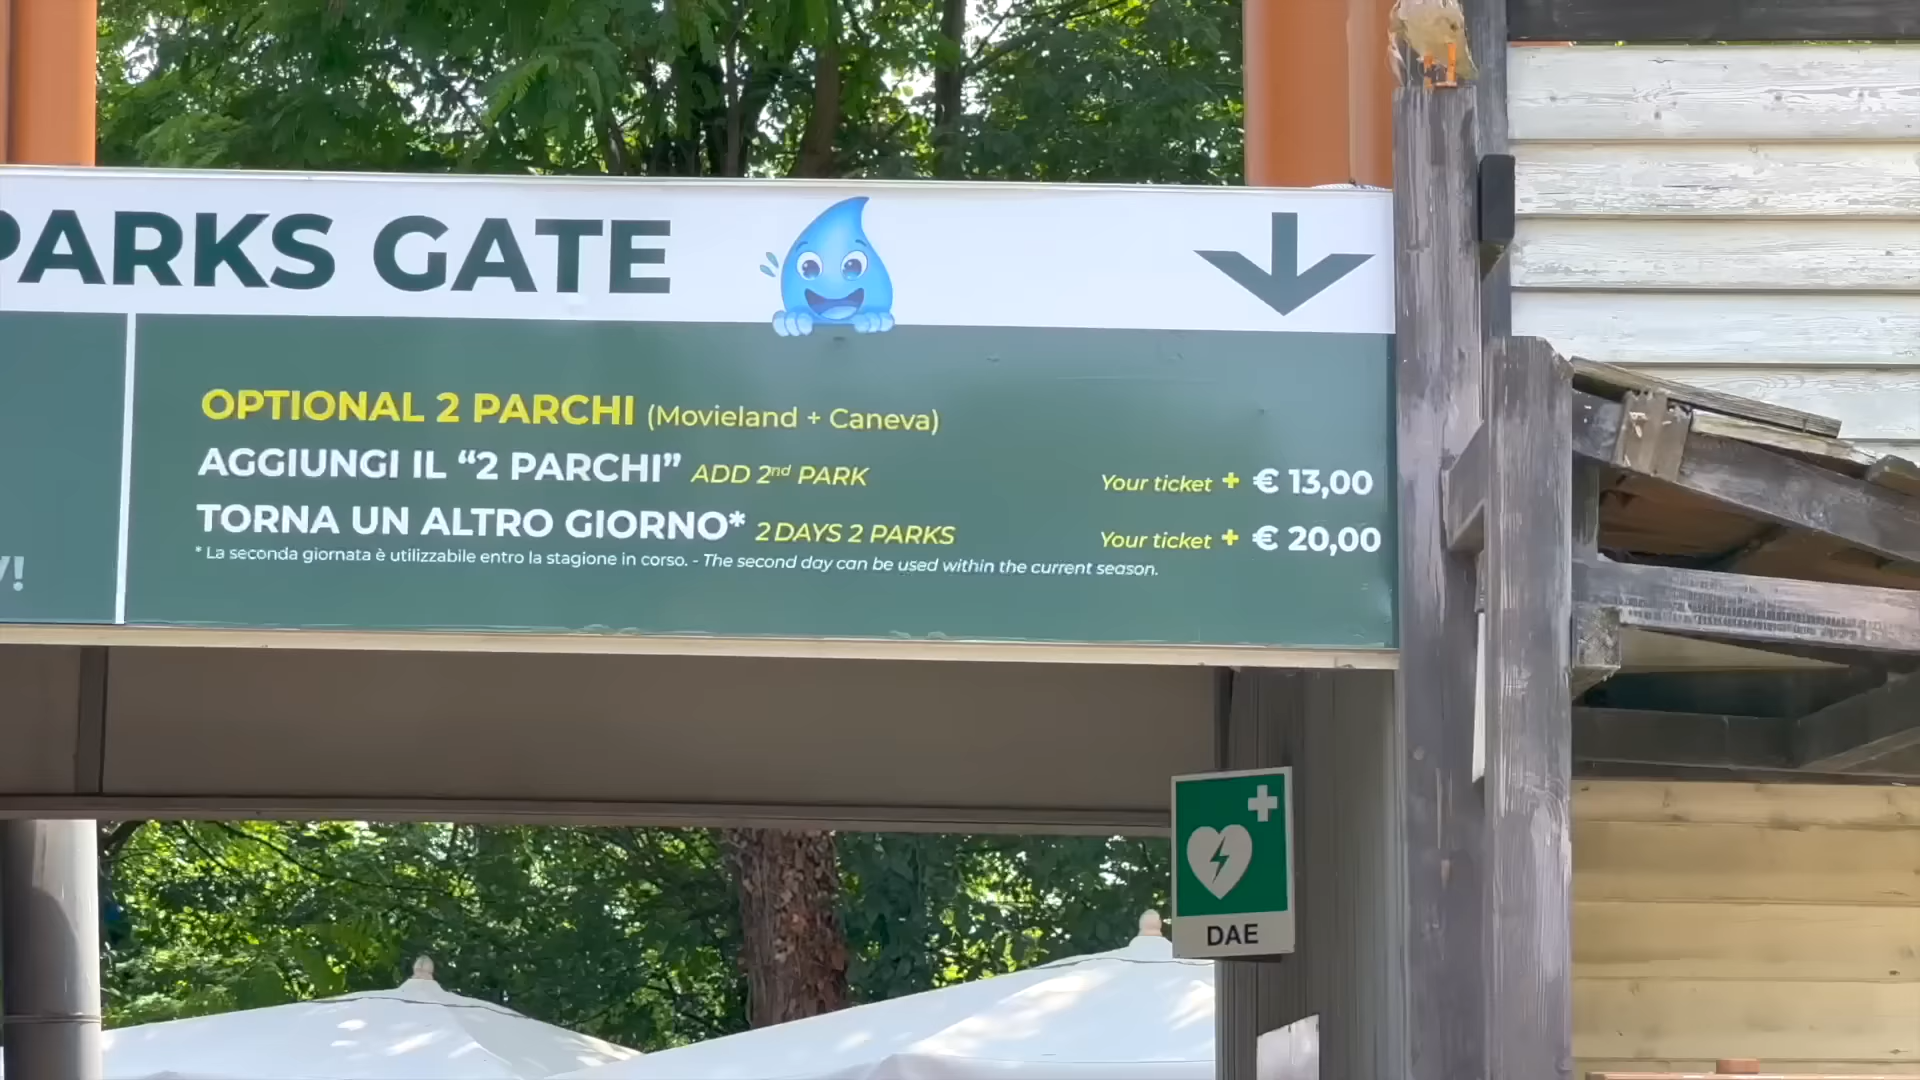 PARKS GATE
OPTIONAL 2 PARCHI (Movieland + Caneva)
AGGIUNGI IL “2 PARCHI” ADD 2nd PARK Your ticket + € 13,00
TORNA UN ALTRO GIORNO* 2 DAYS 2 PARKS Your ticket + € 20,00
* La seconda giornata è utilizzabile entro la stagione in corso. - The second day can be used within the current season.
DAE